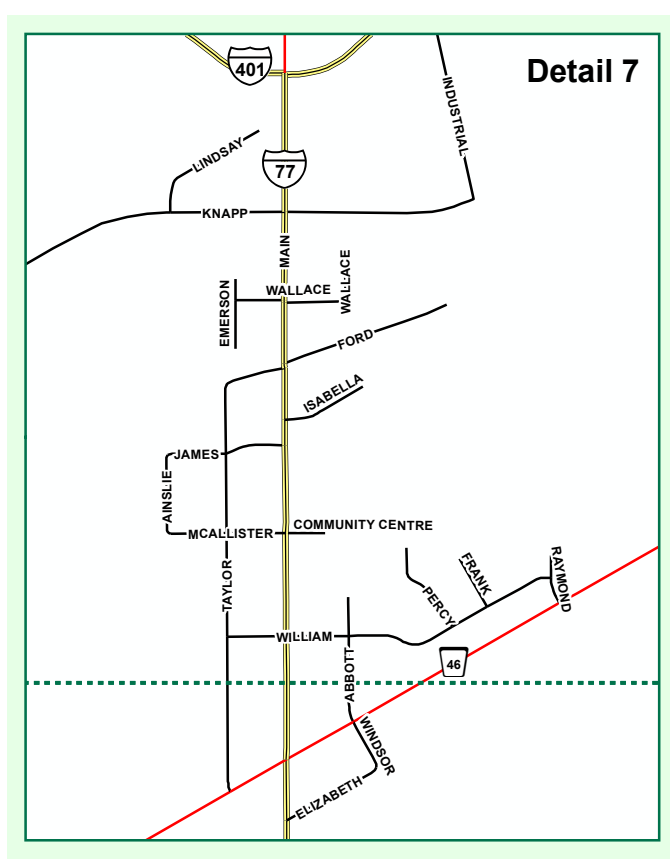 Detail 7
401
INDUSTRIAL
LINDSAY
77
KNAPP
MAIN
WALLACE
WALLACE
EMERSON
FORD
ISABELLA
JAMES
AINSLIE
MCALLISTER
COMMUNITY CENTRE
TAYLOR
PERCY
FRANK
RAYMOND
WILLIAM
ABBOTT
46
WINDSOR
ELIZABETH